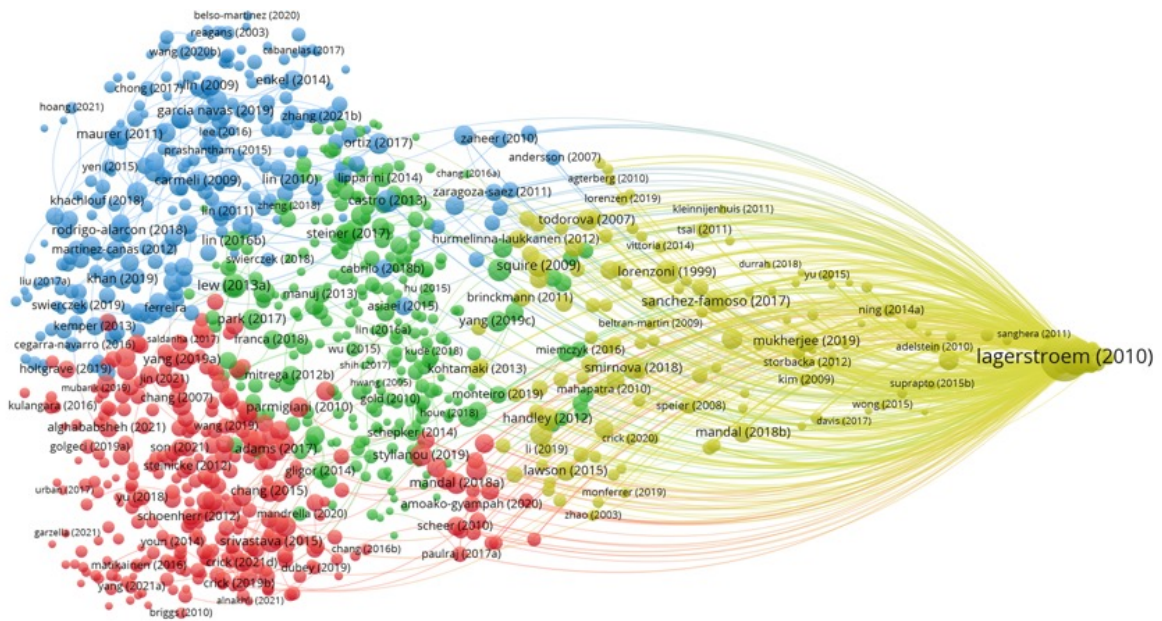 belso-martinez (2020)
reagans (2003)
wang (2020b)
cabanelas (2017)
chong (2017)
lin (2009)
enkel (2014)
hoang (2021)
garcia navas (2019)
zhang (2021b)
maurer (2011)
lee (2016)
prashantham (2015)
ortiz (2017)
zaheer (2010)
andersson (2007)
yen (2015)
carmeli (2009)
lin (2010)
lipparini (2014)
chang (2016a)
agterberg (2010)
khachlouf (2018)
zheng (2018)
castro (2013)
zaragoza-saez (2011)
lorenzen (2019)
lin (2011)
kleinnijenhuis (2011)
todorova (2007)
rodrigo-alarcon (2018)
steiner (2017)
tsai (2011)
martinez-canas (2012)
lin (2016b)
hurmelinna-laukkanen (2012)
vittoria (2014)
swierczek (2018)
cabrilo (2018b)
squire (2009)
lorenzoni (1999)
durrah (2018)
yu (2015)
liu (2017a)
khan (2019)
lew (2013a)
manuj (2013)
hu (2015)
swierczek (2019)
ferreira
asiaei (2015)
brinckmann (2011)
sanchez-famoso (2017)
ning (2014a)
kemper (2013)
park (2017)
yang (2019c)
beltran-martin (2009)
lin (2016a)
sanghera (2011)
cegarra-navarro (2016)
saldanha (2017)
franca (2018)
wu (2015)
kude (2018)
miemczyk (2016)
mukherjee (2019)
adelstein (2010)
lagerstroem (2010)
yang (2019a)
holtgrave (2019)
shih (2017)
kohtamaki (2013)
smirnova (2018)
storbacka (2012)
jin (2021)
mitrega (2012b)
hwang (2005)
kim (2009)
suprapto (2015b)
mubarik (2019)
chang (2007)
gold (2010)
monteiro (2019)
mahapatra (2010)
kulangara (2016)
parmigiani (2010)
houe (2018)
handley (2012)
speier (2008)
wong (2015)
alghababsheh (2021)
wang (2019)
schepker (2014)
mandal (2018b)
davis (2017)
golgeci (2019a)
son (2021)
adams (2017)
stylianou (2019)
li (2019)
crick (2020)
steinicke (2012)
gligor (2014)
lawson (2015)
urban (2017)
yu (2018)
chang (2015)
mandal (2018a)
monferrer (2019)
schoenherr (2012)
mandrella (2020)
amoako-gyampah (2020)
zhao (2003)
garzella (2021)
youn (2014)
srivastava (2015)
chang (2016b)
scheer (2010)
matikainen (2016)
crick (2021d)
dubey (2019)
paulraj (2017a)
yang (2021a)
crick (2019b)
alnakhli (2021)
briggs (2010)